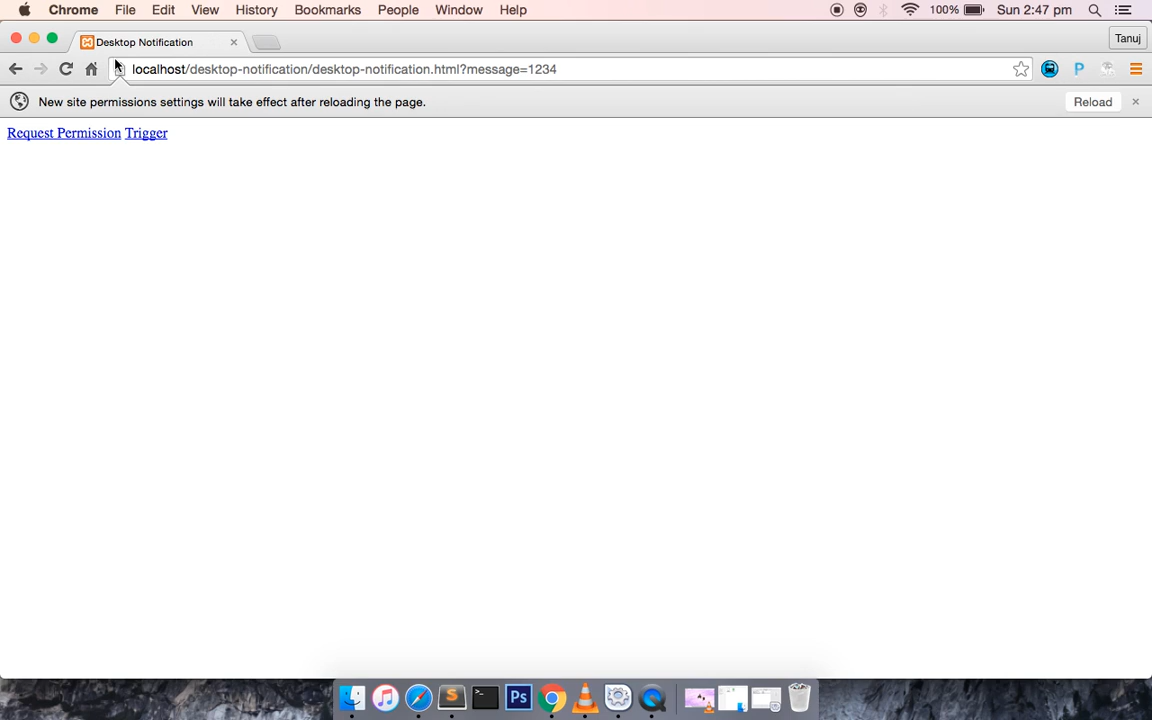 Chrome File Edit View History Bookmarks People Window Help 100% Sun 2:47 pm
Desktop Notification Tanuj
localhost/desktop-notification/desktop-notification.html?message=1234
New site permissions settings will take effect after reloading the page. Reload
Request Permission Trigger